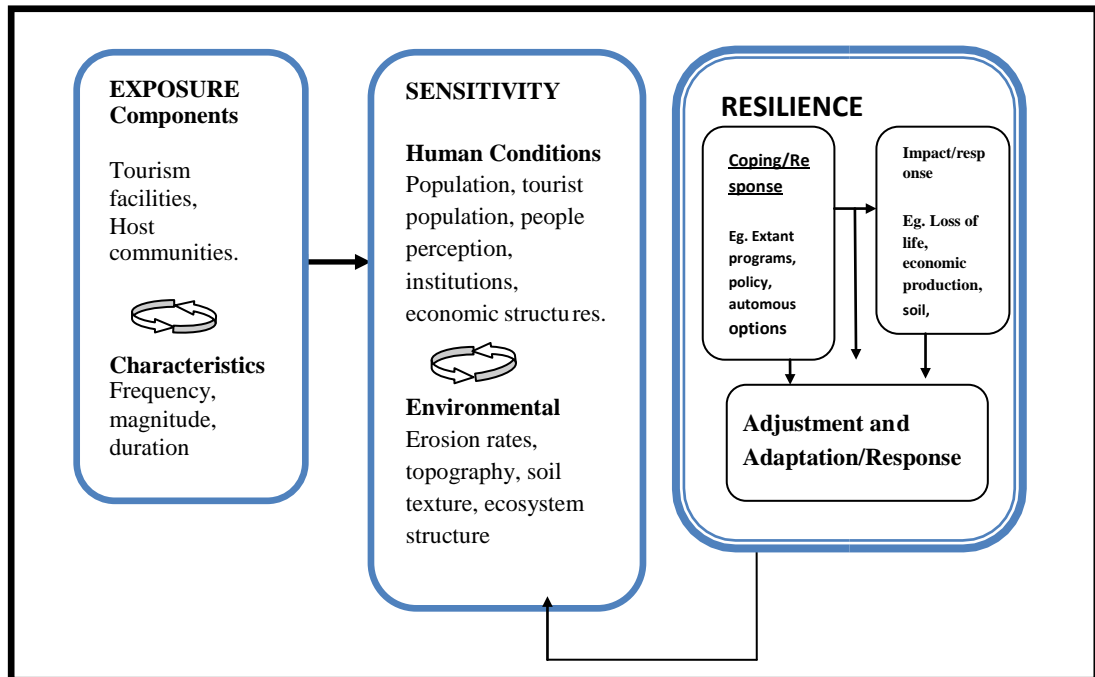 EXPOSURE
Components
Tourism
facilities,
Host
communities.
Characteristics
Frequency,
magnitude,
duration
SENSITIVITY
Human Conditions
Population, tourist
population, people
perception,
institutions,
economic structures.
Environmental
Erosion rates,
topography, soil
texture, ecosystem
structure
RESILIENCE
Coping/Re
sponse
Eg. Extant
programs,
policy,
automous
options
Impact/resp
onse
Eg. Loss of
life,
economic
production,
soil,
Adjustment and
Adaptation/Response